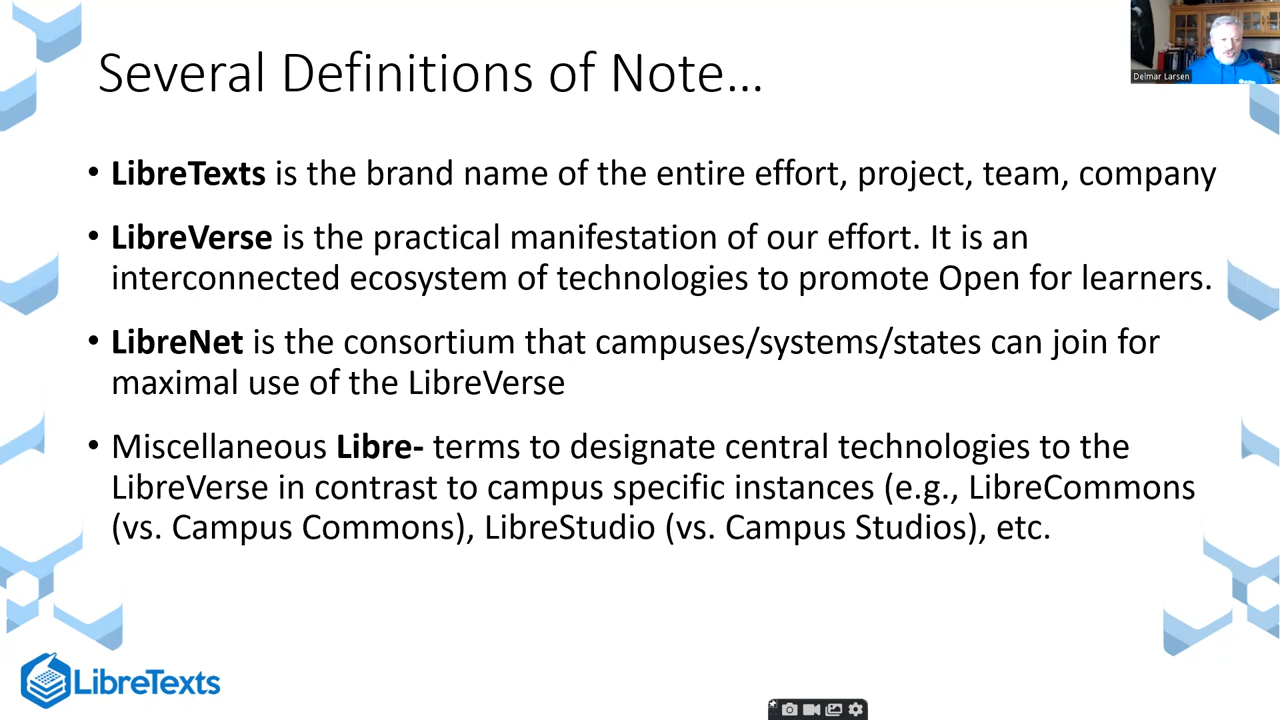 Several Definitions of Note...
Delmar Larsen
• LibreTexts is the brand name of the entire effort, project, team, company
• LibreVerse is the practical manifestation of our effort. It is an
interconnected ecosystem of technologies to promote Open for learners.
• LibreNet is the consortium that campuses/systems/states can join for
maximal use of the LibreVerse
• Miscellaneous Libre- terms to designate central technologies to the
LibreVerse in contrast to campus specific instances (e.g., LibreCommons
(vs. Campus Commons), LibreStudio (vs. Campus Studios), etc.
LibreTexts